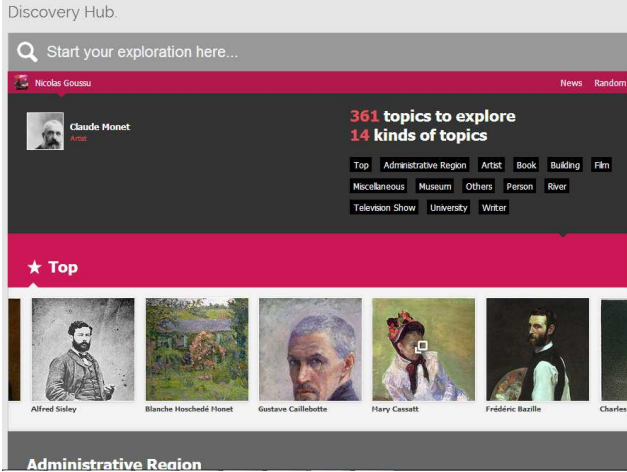 Discovery Hub.
Start your exploration here...
Nicolas Goussu News Random
Claude Monet
Artist
361 topics to explore
14 kinds of topics
Top Administrative Region Artist Book Building Film
Miscellaneous Museum Others Person River
Television Show University Writer
★ Top
Alfred Sisley Blanche Hoschedé Monet Gustave Caillebotte Mary Cassatt Frédéric Bazille Charles
Administrative Region